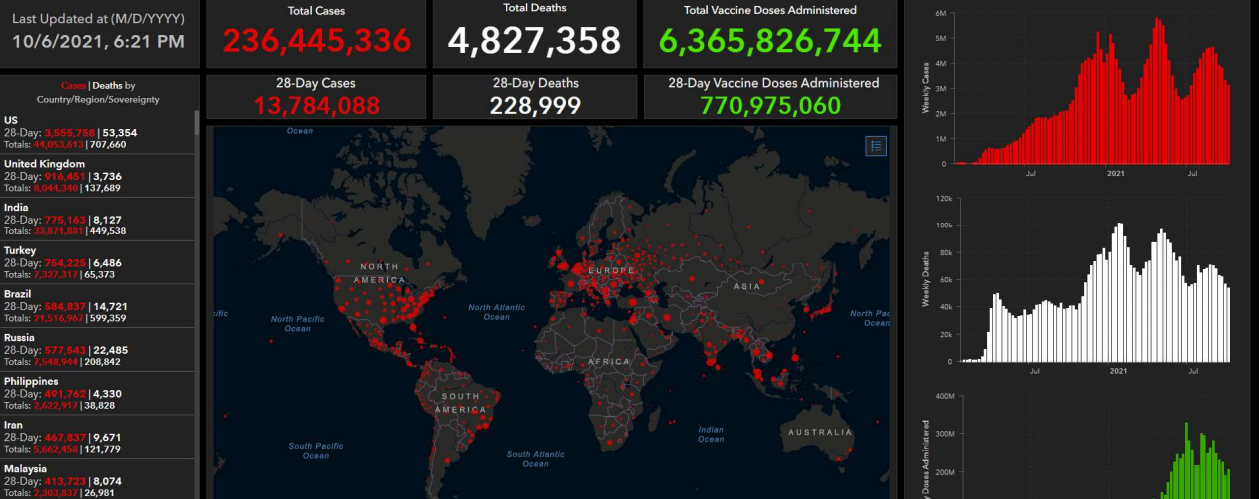 Last Updated at (M/D/YYYY)
10/6/2021, 6:21 PM
Cases | Deaths by
Country/Region/Sovereignty
US
28-Day: 3,555,758 | 53,354
Totals: 44,053,613 | 707,660
United Kingdom
28-Day: 916,451 | 3,736
Totals: 8,044,340 | 137,689
India
28-Day: 775,163 | 8,127
Totals: 33,871,881 | 449,538
Turkey
28-Day: 754,225 | 6,486
Totals: 7,327,317 | 65,373
Brazil
28-Day: 584,837 | 14,721
Totals: 21,516,967 | 599,359
Russia
28-Day: 577,543 | 22,485
Totals: 7,548,944 | 208,842
Philippines
28-Day: 491,762 | 4,330
Totals: 2,622,917 | 38,828
Iran
28-Day: 467,837 | 9,671
Totals: 5,662,458 | 121,779
Malaysia
28-Day: 413,723 | 8,074
Totals: 2,303,837 | 26,981
Total Cases
236,445,336
Total Deaths
4,827,358
Total Vaccine Doses Administered
6,365,826,744
28-Day Cases
13,784,088
28-Day Deaths
228,999
28-Day Vaccine Doses Administered
770,975,060
Ocean
NORTH
AMERICA
EUROPE
ASIA
North Atlantic
Ocean
ific
North Pacific
Ocean
North Pac
Ocean
AFRICA
SOUTH
AMERICA
Indian
Ocean
AUSTRALIA
South Pacific
Ocean
South Atlantic
Ocean
Weekly Cases
6M
4M
3M
2M
1M
0
Jul
2021
Jul
Weekly Deaths
120k
100k
80k
60k
40k
20k
0
Jul
2021
Jul
y Doses Administered
400M
200M